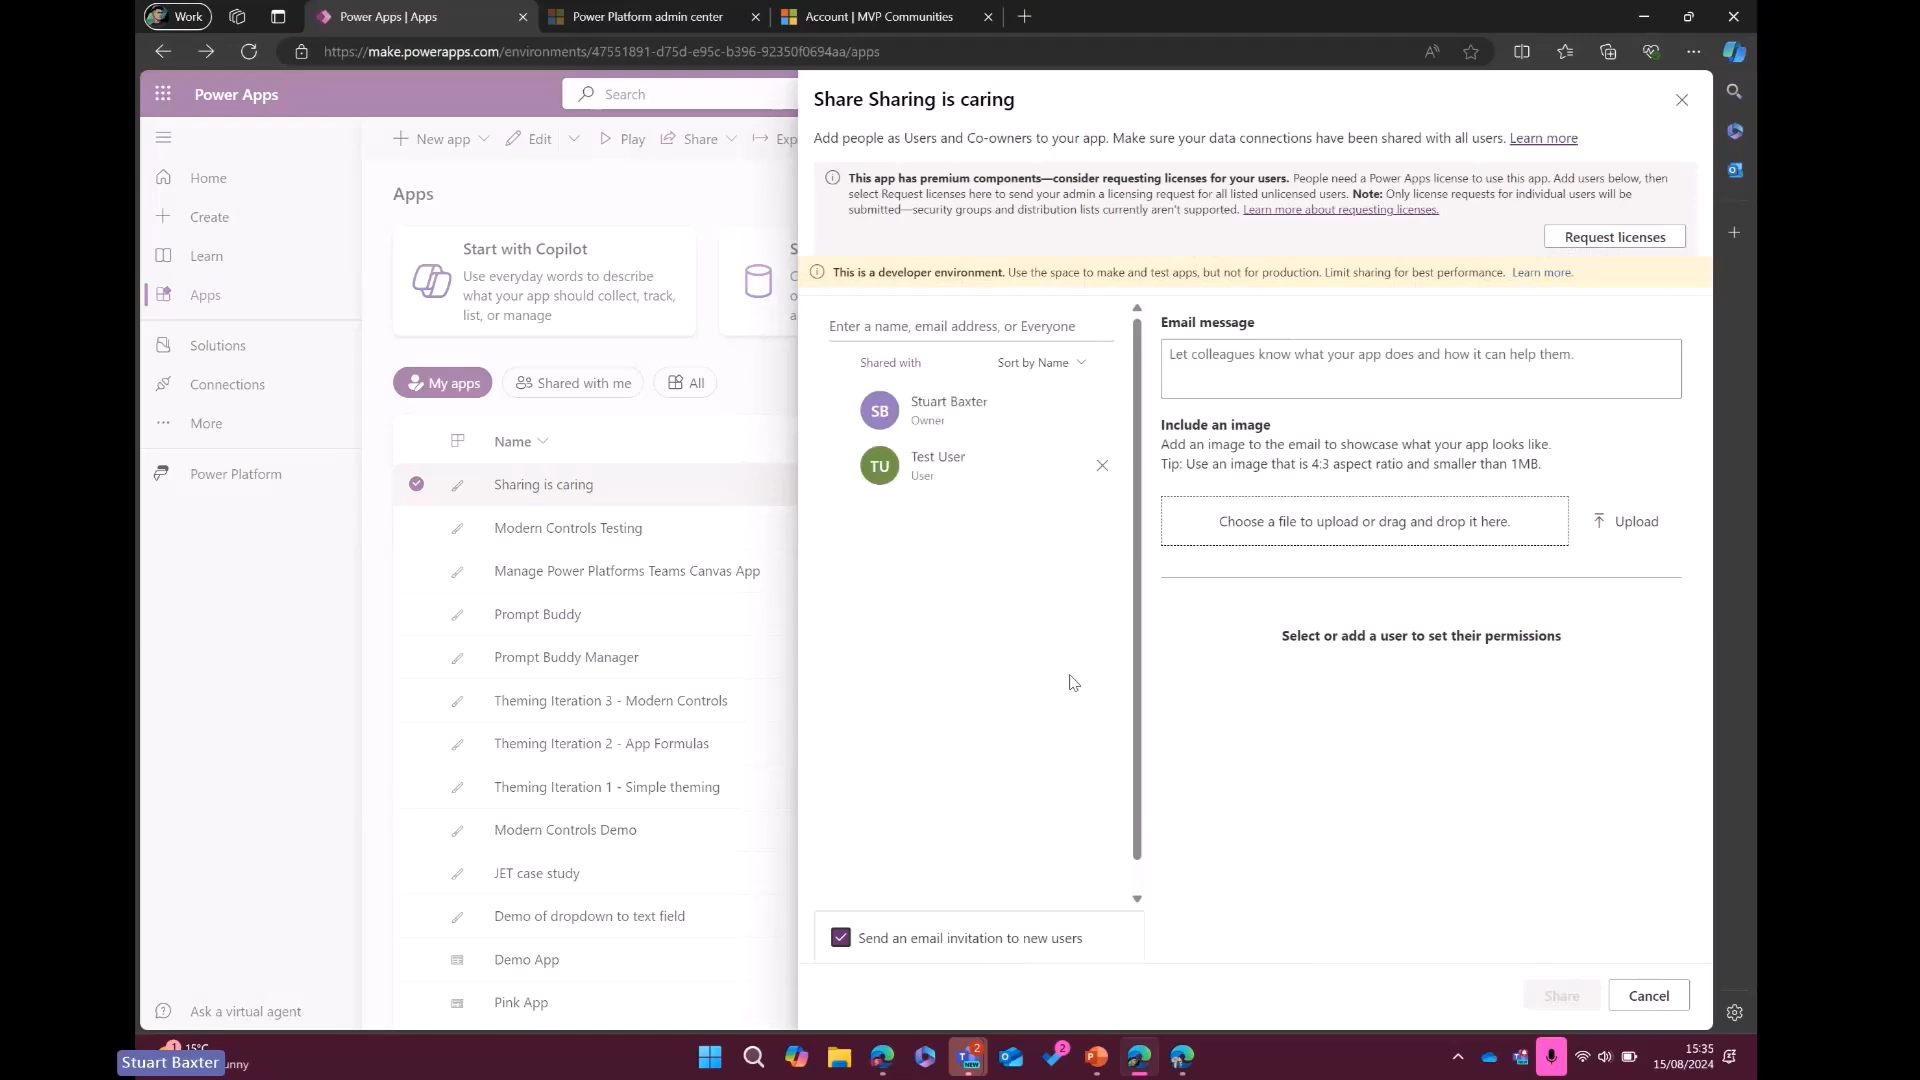 Work
Power Apps | Apps
Power Platform admin center
Account | MVP Communities
https://make.powerapps.com/environments/47551891-d75d-e95c-b396-92350f0694aa/apps
Power Apps
Search
New app
Edit
Play
Share
Exp
Home
Create
Learn
Apps
Solutions
Connections
More
Power Platform
Ask a virtual agent
Apps
Start with Copilot
Use everyday words to describe
what your app should collect, track,
list, or manage
My apps
Shared with me
All
Name
Sharing is caring
Modern Controls Testing
Manage Power Platforms Teams Canvas App
Prompt Buddy
Prompt Buddy Manager
Theming Iteration 3 - Modern Controls
Theming Iteration 2 - App Formulas
Theming Iteration 1 - Simple theming
Modern Controls Demo
JET case study
Demo of dropdown to text field
Demo App
Pink App
Share Sharing is caring
Add people as Users and Co-owners to your app. Make sure your data connections have been shared with all users. Learn more
This app has premium components—consider requesting licenses for your users. People need a Power Apps license to use this app. Add users below, then
select Request licenses here to send your admin a licensing request for all listed unlicensed users. Note: Only license requests for individual users will be
submitted—security groups and distribution lists currently aren't supported. Learn more about requesting licenses.
Request licenses
This is a developer environment. Use the space to make and test apps, but not for production. Limit sharing for best performance. Learn more.
Enter a name, email address, or Everyone
Shared with
Sort by Name
SB
Stuart Baxter
Owner
TU
Test User
User
Send an email invitation to new users
Email message
Let colleagues know what your app does and how it can help them.
Include an image
Add an image to the email to showcase what your app looks like.
Tip: Use an image that is 4:3 aspect ratio and smaller than 1MB.
Choose a file to upload or drag and drop it here.
Upload
Select or add a user to set their permissions
Share
Cancel
1
15°C
Stuart Baxter
unny
2
NEW
2
15:35
15/08/2024